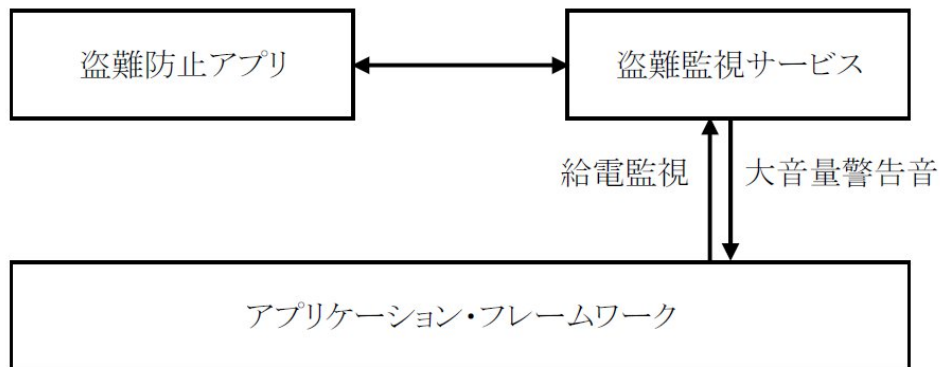 盗難防止アプリ
盗難監視サービス
給電監視
大音量警告音
アプリケーション・フレームワーク